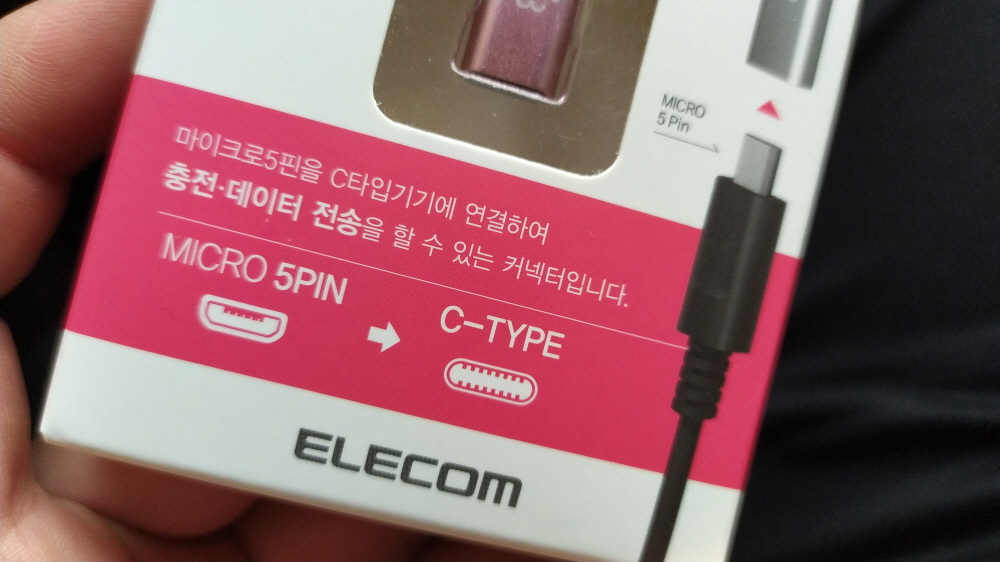 MICRO
5 Pin
마이크로5핀을 C타입기기에 연결하여
충전·데이터 전송을 할 수 있는 커넥터입니다.
MICRO 5PIN
C-TYPE
ELECOM